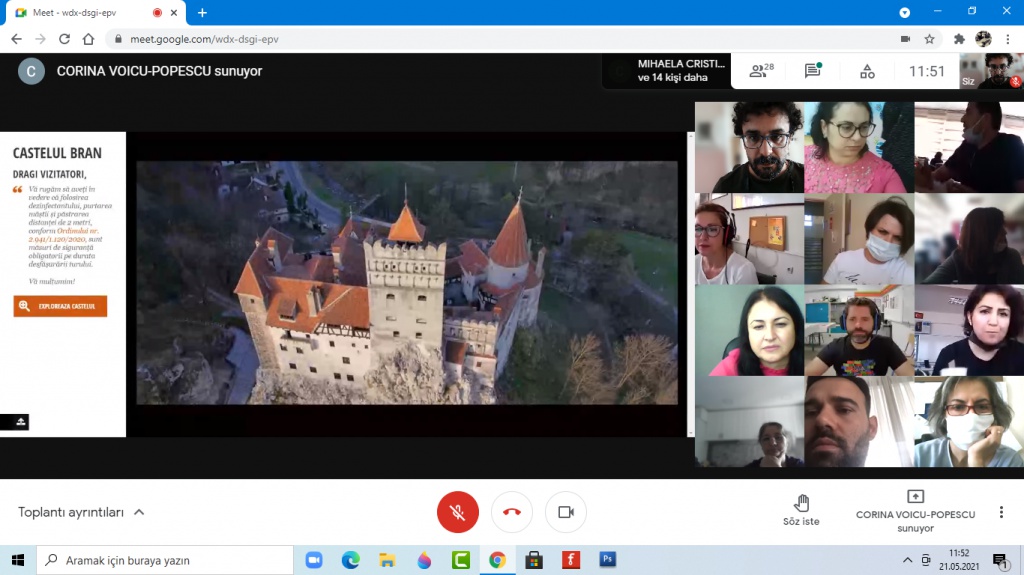 Meet - wdx-dsgi-epv
meet.google.com/wdx-dsgi-epv
C
CORINA VOICU-POPESCU sunuyor
MIHAELA CRISTI...
ve 14 kişi daha
28
11:51
Siz
CASTELUL BRAN
DRAGI VIZITATORI,
Vă rugăm să aveți în
vedere că folosirea
dezinfectantului, purtarea
măștii și păstrarea
distanței de 2 metri,
conform Ordinului nr.
2.941/1.120/2020, sunt
măsuri de siguranță
obligatorii pe durata
desfășurării turului.
Vă mulțumim!
EXPLOREAZA CASTELUL
Toplantı ayrıntıları
Söz iste
CORINA VOICU-POPESCU
sunuyor
Aramak için buraya yazın
Ps
11:52
21.05.2021
1